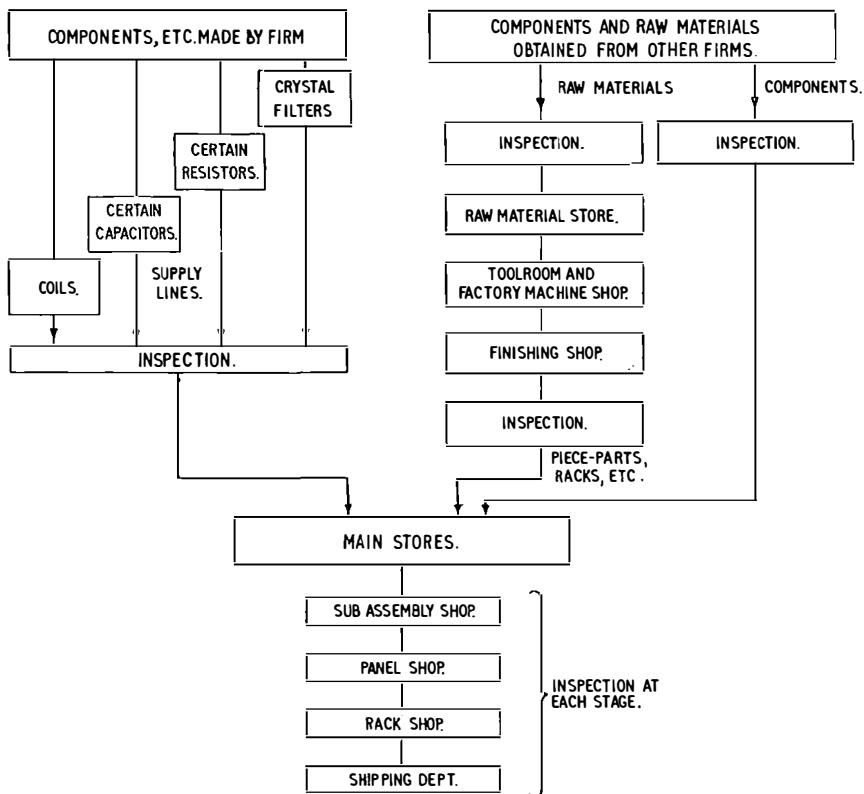 COMPONENTS, ETC. MADE BY FIRM
CRYSTAL
FILTERS
CERTAIN
RESISTORS.
CERTAIN
CAPACITORS.
COILS.
SUPPLY
LINES.
INSPECTION.
COMPONENTS AND RAW MATERIALS
OBTAINED FROM OTHER FIRMS.
RAW MATERIALS
COMPONENTS.
INSPECTION.
INSPECTION.
RAW MATERIAL STORE.
TOOLROOM AND
FACTORY MACHINE SHOP.
FINISHING SHOP.
INSPECTION.
PIECE-PARTS,
RACKS, ETC.
MAIN STORES.
SUB ASSEMBLY SHOP.
PANEL SHOP.
RACK SHOP.
SHIPPING DEPT.
INSPECTION AT
EACH STAGE.